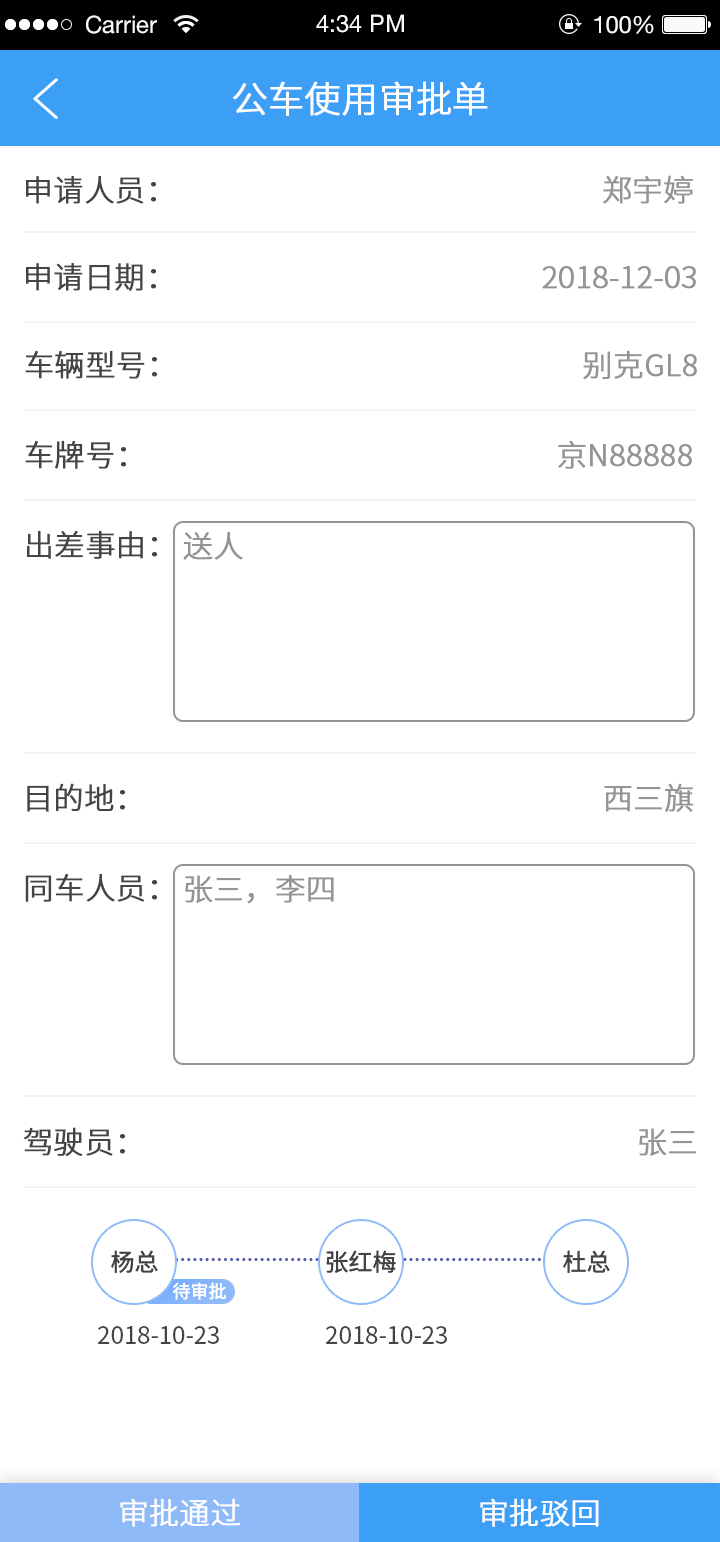 Carrier 4:34 PM 100%
公车使用审批单
申请人员： 郑宇婷
申请日期： 2018-12-03
车辆型号： 别克GL8
车牌号： 京N88888
出差事由： 送人
目的地： 西三旗
同车人员： 张三，李四
驾驶员： 张三
杨总 张红梅 杜总
待审批
2018-10-23 2018-10-23
审批通过 审批驳回